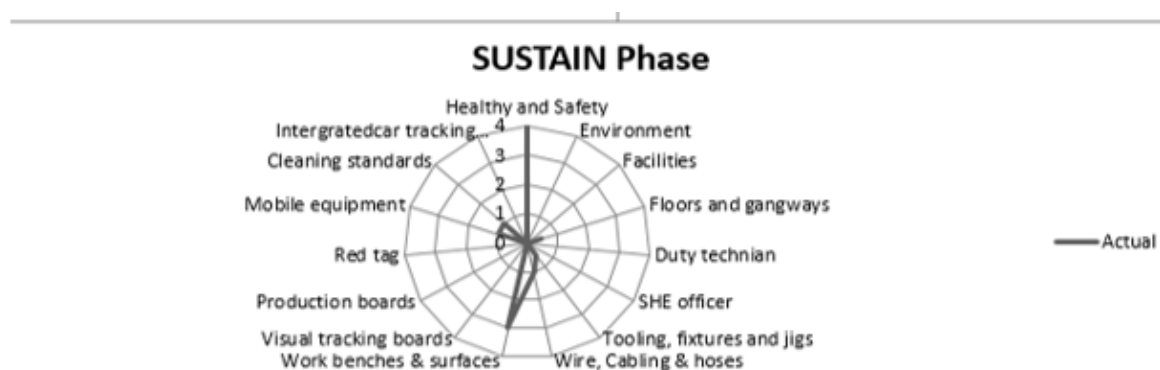 SUSTAIN Phase
Healthy and Safety
Intergratedcar tracking...
Environment
Cleaning standards
Facilities
Mobile equipment
Floors and gangways
Red tag
Duty technian
Production boards
SHE officer
Visual tracking boards
Tooling, fixtures and jigs
Work benches & surfaces
Wire, Cabling & hoses
4
3
2
1
0
Actual